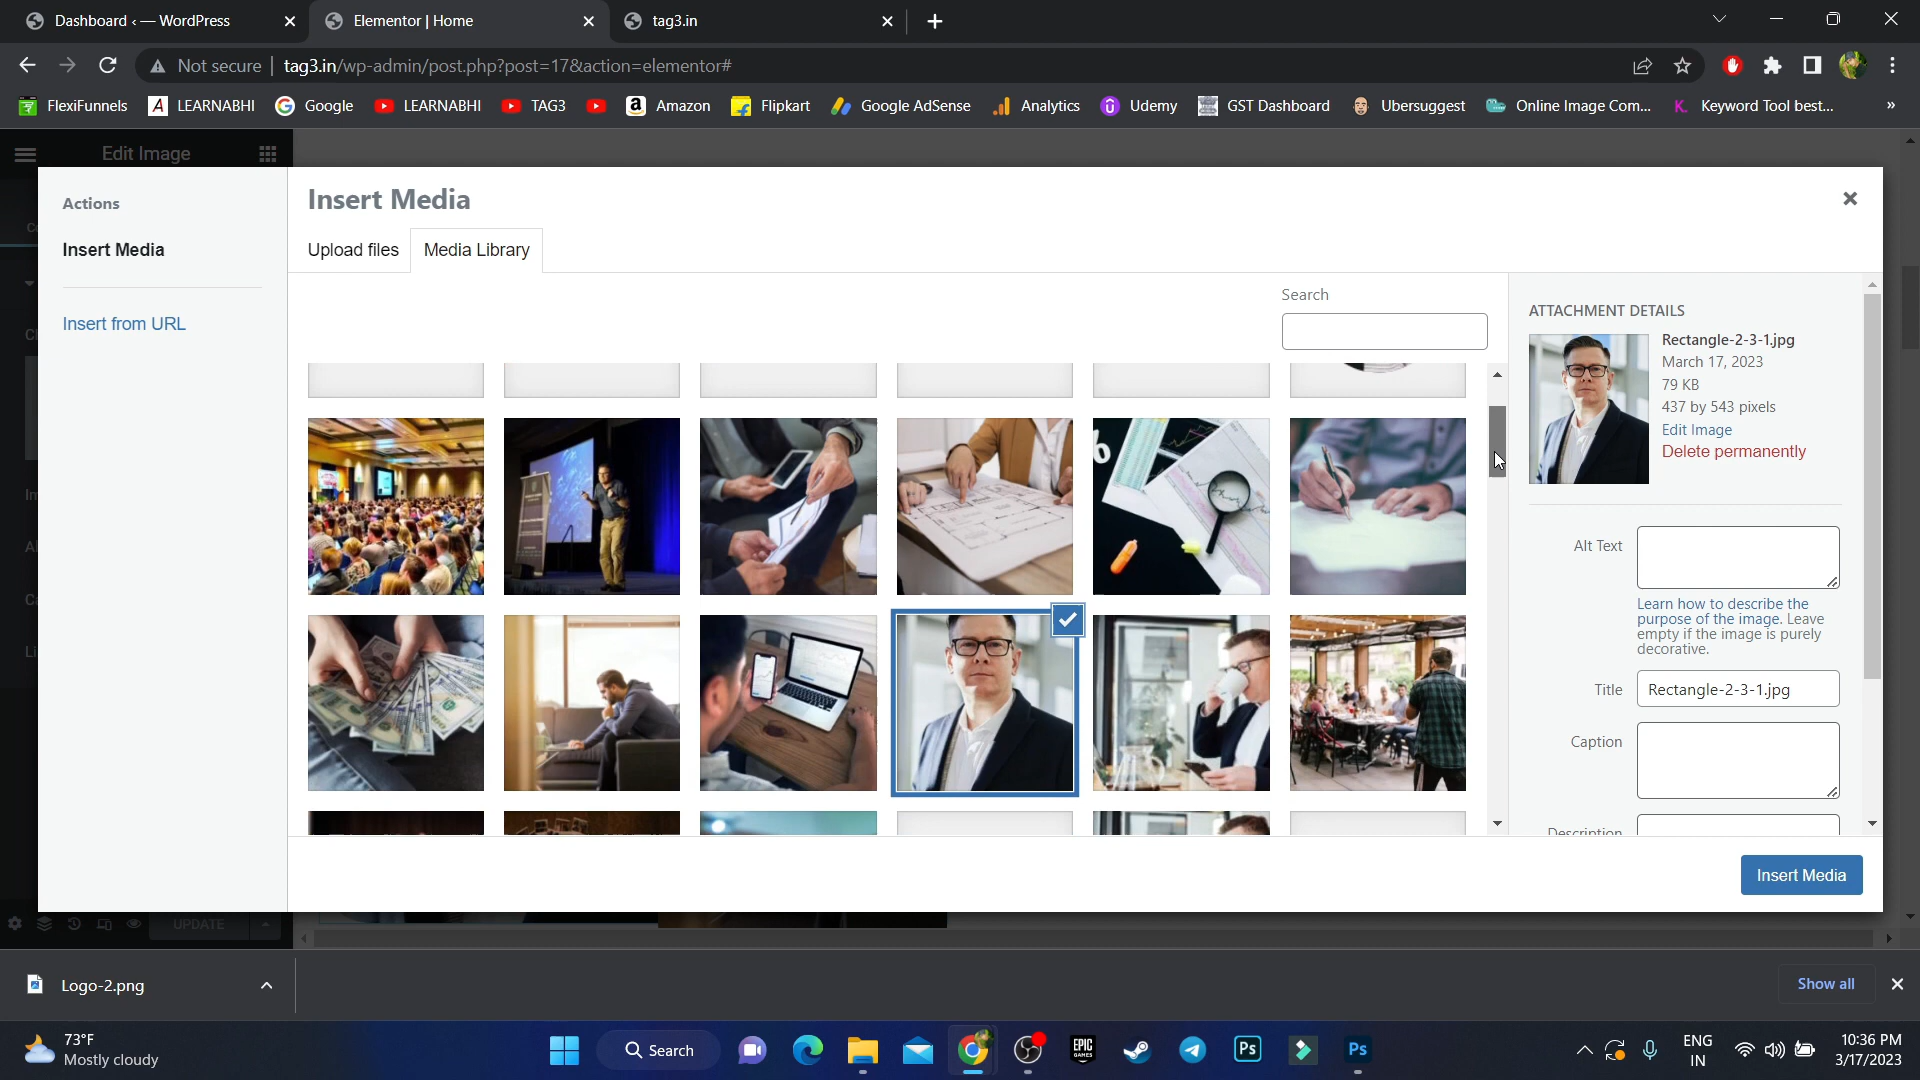 Dashboard ‹ — WordPress
Elementor | Home
tag3.in
Not secure
tag3.in/wp-admin/post.php?post=17&action=elementor#
FlexiFunnels
LEARNABHI
Google
LEARNABHI
TAG3
Amazon
Flipkart
Google AdSense
Analytics
Udemy
GST Dashboard
Ubersuggest
Online Image Com...
Keyword Tool best...
»
Edit Image
Actions
Insert Media
Insert from URL
Insert Media
Upload files
Media Library
Search
ATTACHMENT DETAILS
Rectangle-2-3-1.jpg
March 17, 2023
79 KB
437 by 543 pixels
Edit Image
Delete permanently
Alt Text
Learn how to describe the
purpose of the image. Leave
empty if the image is purely
decorative.
Title
Rectangle-2-3-1.jpg
Caption
Description
Insert Media
UPDATE
Logo-2.png
Show all
73°F
Mostly cloudy
Search
EPIC
GAMES
Ps
Ps
ENG
IN
10:36 PM
3/17/2023